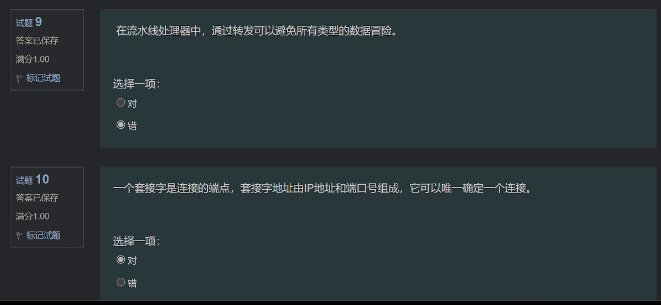 试题 9
答案已保存
满分1.00
标记试题
在流水线处理器中，通过转发可以避免所有类型的数据冒险。
选择一项：
对
错
试题 10
答案已保存
满分1.00
标记试题
一个套接字是连接的端点，套接字地址由IP地址和端口号组成，它可以唯一确定一个连接。
选择一项：
对
错